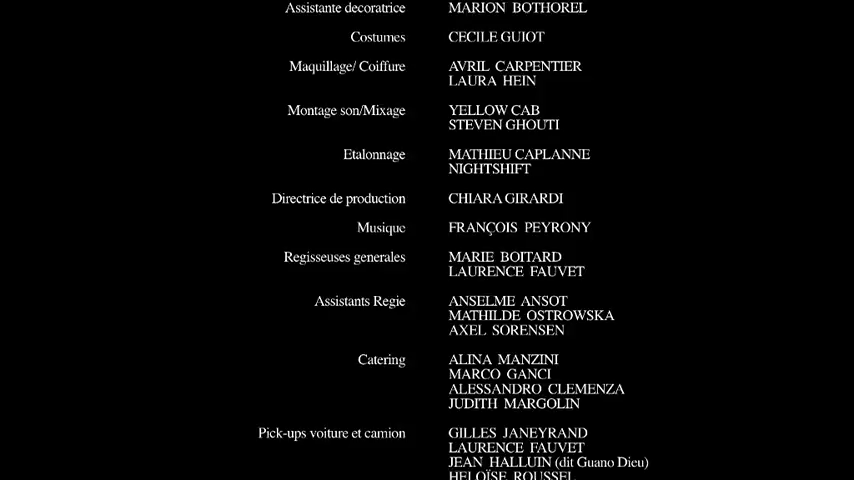 Assistante decoratrice MARION BOTHOREL
Costumes CECILE GUIOT
Maquillage/ Coiffure AVRIL CARPENTIER
LAURA HEIN
Montage son/Mixage YELLOW CAB
STEVEN GHOUTI
Etalonnage MATHIEU CAPLANNE
NIGHTSHIFT
Directrice de production CHIARA GIRARDI
Musique FRANÇOIS PEYRONY
Regisseuses generales MARIE BOITARD
LAURENCE FAUVET
Assistants Regie ANSELME ANSOT
MATHILDE OSTROWSKA
AXEL SORENSEN
Catering ALINA MANZINI
MARCO GANCI
ALESSANDRO CLEMENZA
JUDITH MARGOLIN
Pick-ups voiture et camion GILLES JANEYRAND
LAURENCE FAUVET
JEAN HALLUIN (dit Guano Dieu)
HELOÏSE ROUSSEL